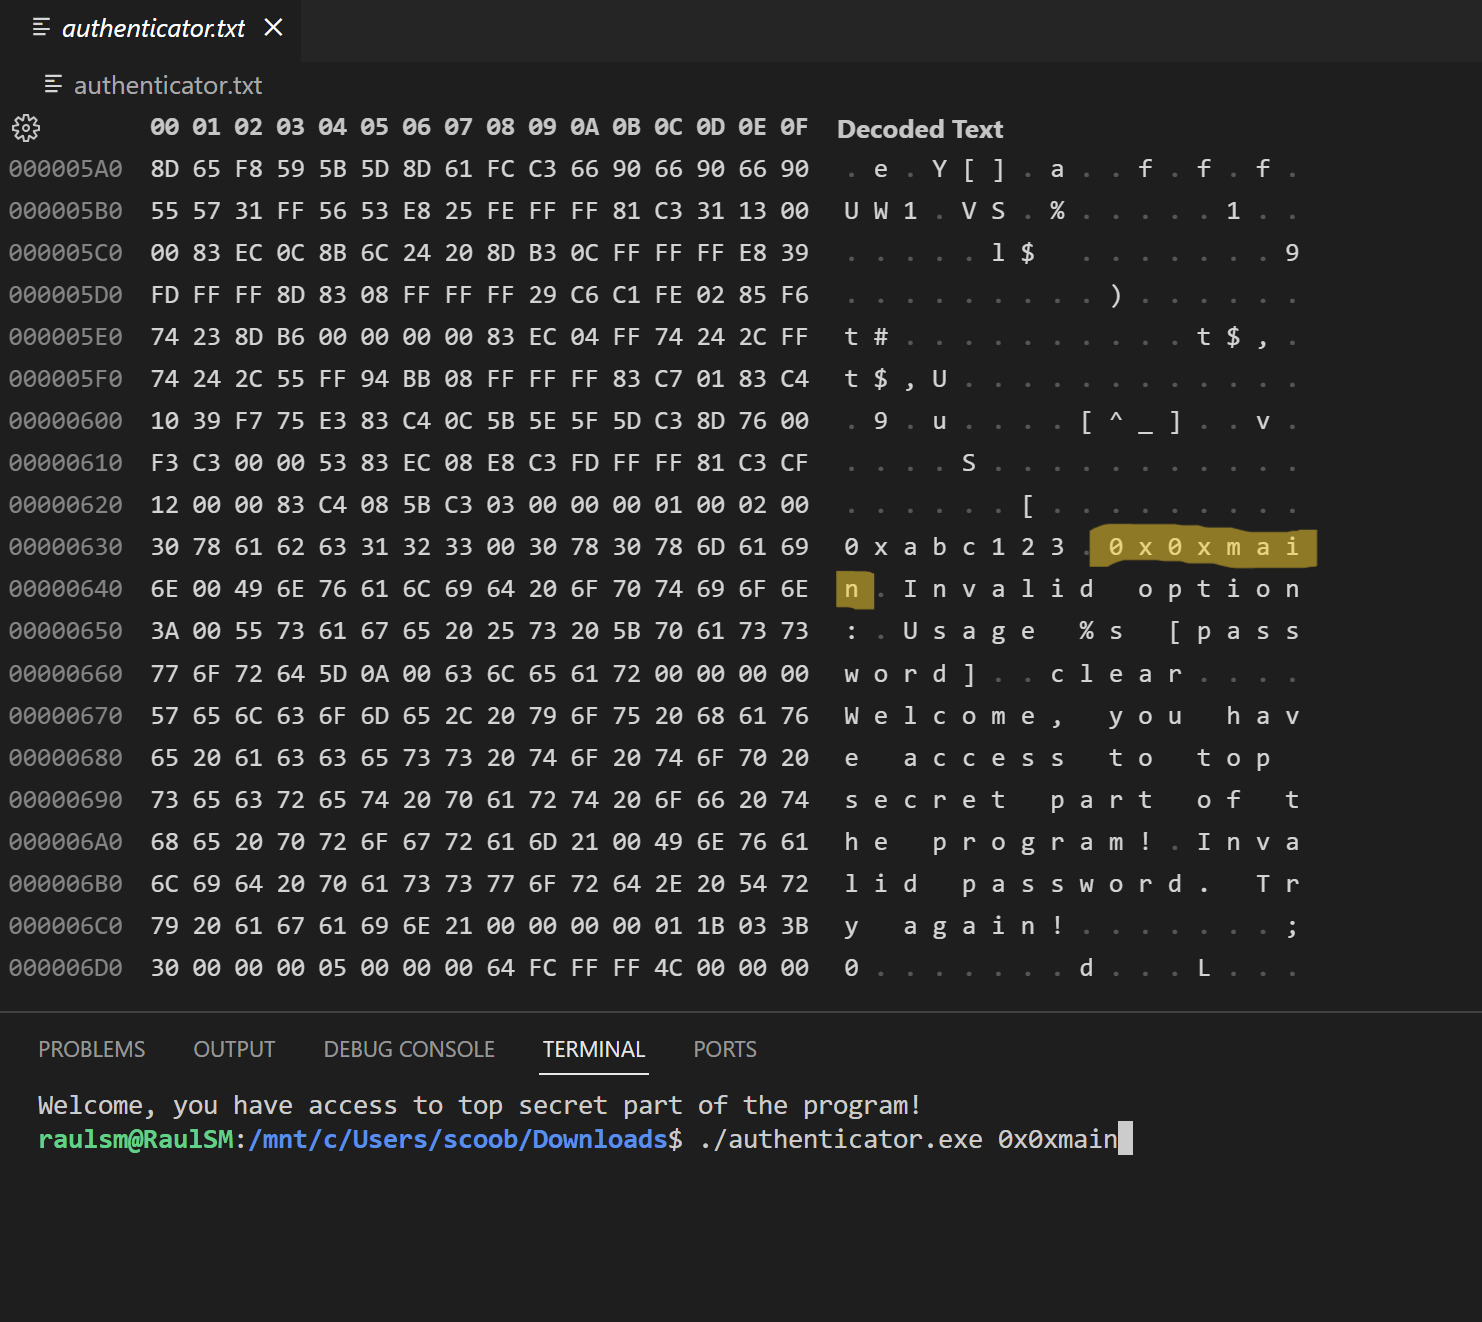 authenticator.txt
authenticator.txt
00 01 02 03 04 05 06 07 08 09 0A 0B 0C 0D 0E 0F Decoded Text
000005A0 8D 65 F8 59 5B 5D 8D 61 FC C3 66 90 66 90 66 90 . e . Y [ ] . a . . f . f . f .
000005B0 55 57 31 FF 56 53 E8 25 FE FF FF 81 C3 31 13 00 U W 1 . V S . % . . . . . 1 . .
000005C0 00 83 EC 0C 8B 6C 24 20 8D B3 0C FF FF FF E8 39 . . . . . l $   . . . . . . . 9
000005D0 FD FF FF 8D 83 08 FF FF FF 29 C6 C1 FE 02 85 F6 . . . . . . . . . ) . . . . . .
000005E0 74 23 8D B6 00 00 00 00 83 EC 04 FF 74 24 2C FF t # . . . . . . . . . . t $ , .
000005F0 74 24 2C 55 FF 94 BB 08 FF FF FF 83 C7 01 83 C4 t $ , U . . . . . . . . . . . .
00000600 10 39 F7 75 E3 83 C4 0C 5B 5E 5F 5D C3 8D 76 00 . 9 . u . . . . [ ^ _ ] . . v .
00000610 F3 C3 00 00 53 83 EC 08 E8 C3 FD FF FF 81 C3 CF . . . . S . . . . . . . . . . .
00000620 12 00 00 83 C4 08 5B C3 03 00 00 00 01 00 02 00 . . . . . . [ . . . . . . . . .
00000630 30 78 61 62 63 31 32 33 00 30 78 30 78 6D 61 69 0 x a b c 1 2 3 . 0 x 0 x m a i
00000640 6E 00 49 6E 76 61 6C 69 64 20 6F 70 74 69 6F 6E n . I n v a l i d   o p t i o n
00000650 3A 00 55 73 61 67 65 20 25 73 20 5B 70 61 73 73 : . U s a g e   % s   [ p a s s
00000660 77 6F 72 64 5D 0A 00 63 6C 65 61 72 00 00 00 00 w o r d ] . . c l e a r . . . .
00000670 57 65 6C 63 6F 6D 65 2C 20 79 6F 75 20 68 61 76 W e l c o m e ,   y o u   h a v
00000680 65 20 61 63 63 65 73 73 20 74 6F 20 74 6F 70 20 e   a c c e s s   t o   t o p
00000690 73 65 63 72 65 74 20 70 61 72 74 20 6F 66 20 74 s e c r e t   p a r t   o f   t
000006A0 68 65 20 70 72 6F 67 72 61 6D 21 00 49 6E 76 61 h e   p r o g r a m ! . I n v a
000006B0 6C 69 64 20 70 61 73 73 77 6F 72 64 2E 20 54 72 l i d   p a s s w o r d .   T r
000006C0 79 20 61 67 61 69 6E 21 00 00 00 00 01 1B 03 3B y   a g a i n ! . . . . . . . ;
000006D0 30 00 00 00 05 00 00 00 64 FC FF FF 4C 00 00 00 0 . . . . . . . d . . . L . . .
PROBLEMS OUTPUT DEBUG CONSOLE TERMINAL PORTS
Welcome, you have access to top secret part of the program!
raulsm@RaulSM:/mnt/c/Users/scoob/Downloads$ ./authenticator.exe 0x0xmain